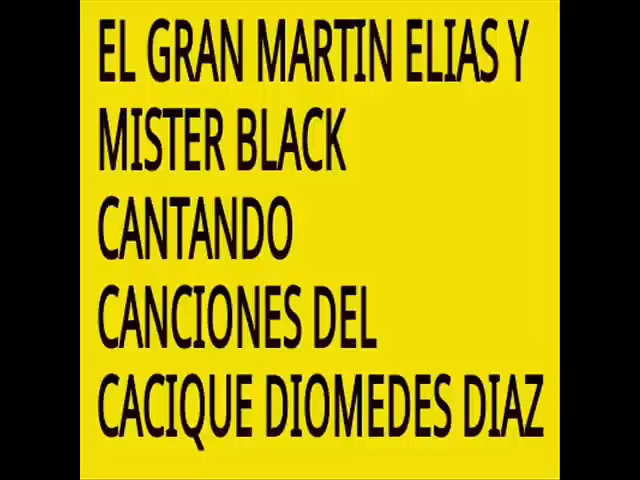 EL GRAN MARTIN ELIAS Y
MISTER BLACK
CANTANDO
CANCIONES DEL
CACIQUE DIOMEDES DIAZ